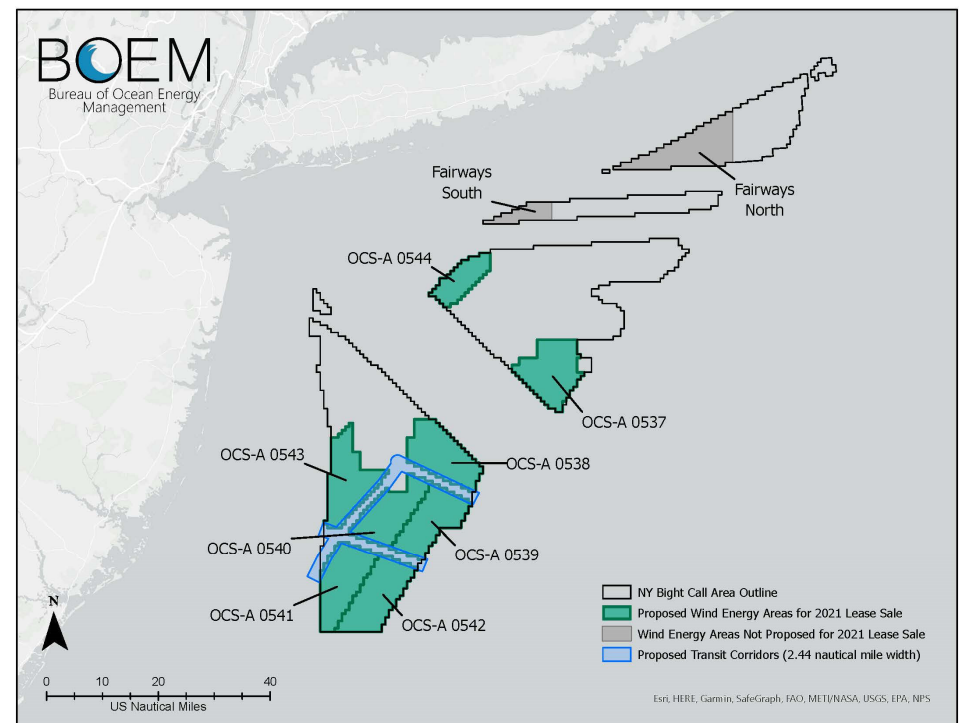 BOEM
Bureau of Ocean Energy
Management
Fairways
South
Fairways
North
OCS-A 0544
OCS-A 0537
OCS-A 0543
OCS-A 0538
OCS-A 0540
OCS-A 0539
OCS-A 0541
OCS-A 0542
N
0 10 20 40
US Nautical Miles
NY Bight Call Area Outline
Proposed Wind Energy Areas for 2021 Lease Sale
Wind Energy Areas Not Proposed for 2021 Lease Sale
Proposed Transit Corridors (2.44 nautical mile width)
Esri, HERE, Garmin, SafeGraph, FAO, METI/NASA, USGS, EPA, NPS